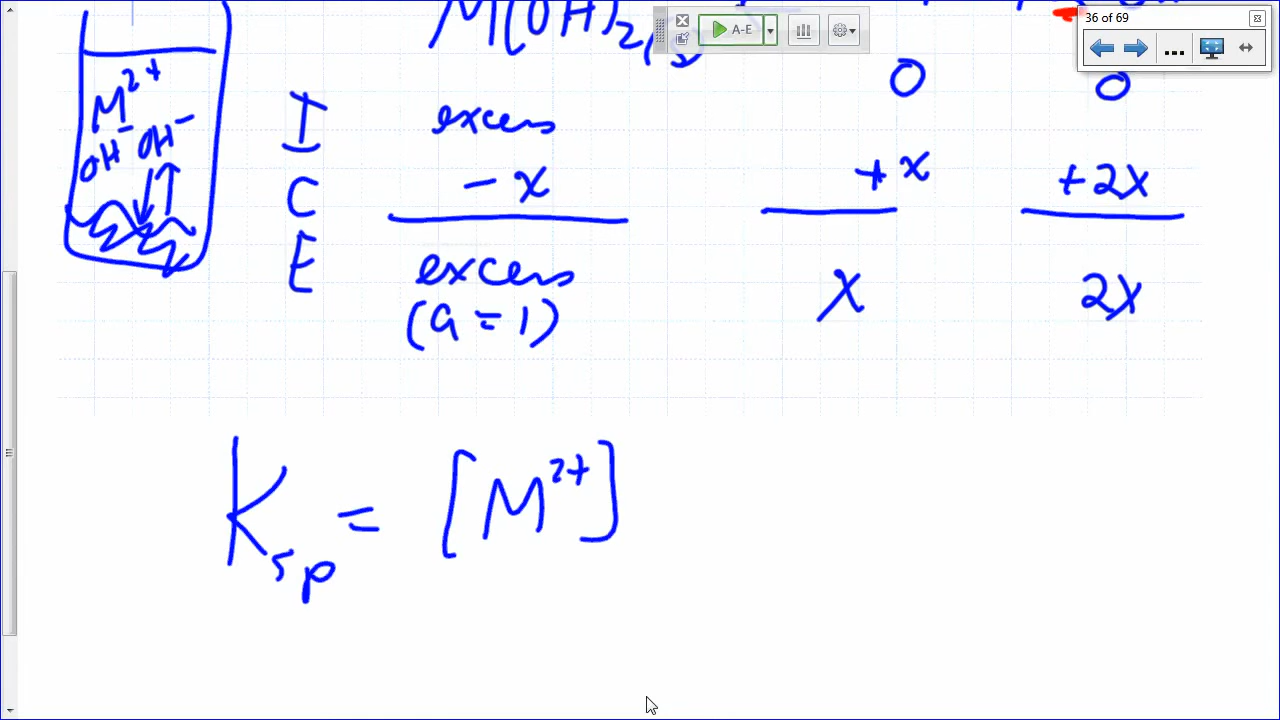 M(OH)₂(s)
A-E
36 of 69
M²⁺
OH⁻ OH⁻
0 0
I excess
C - x + x + 2x
E excess x 2x
(a = 1)
Ksp = [M²⁺]